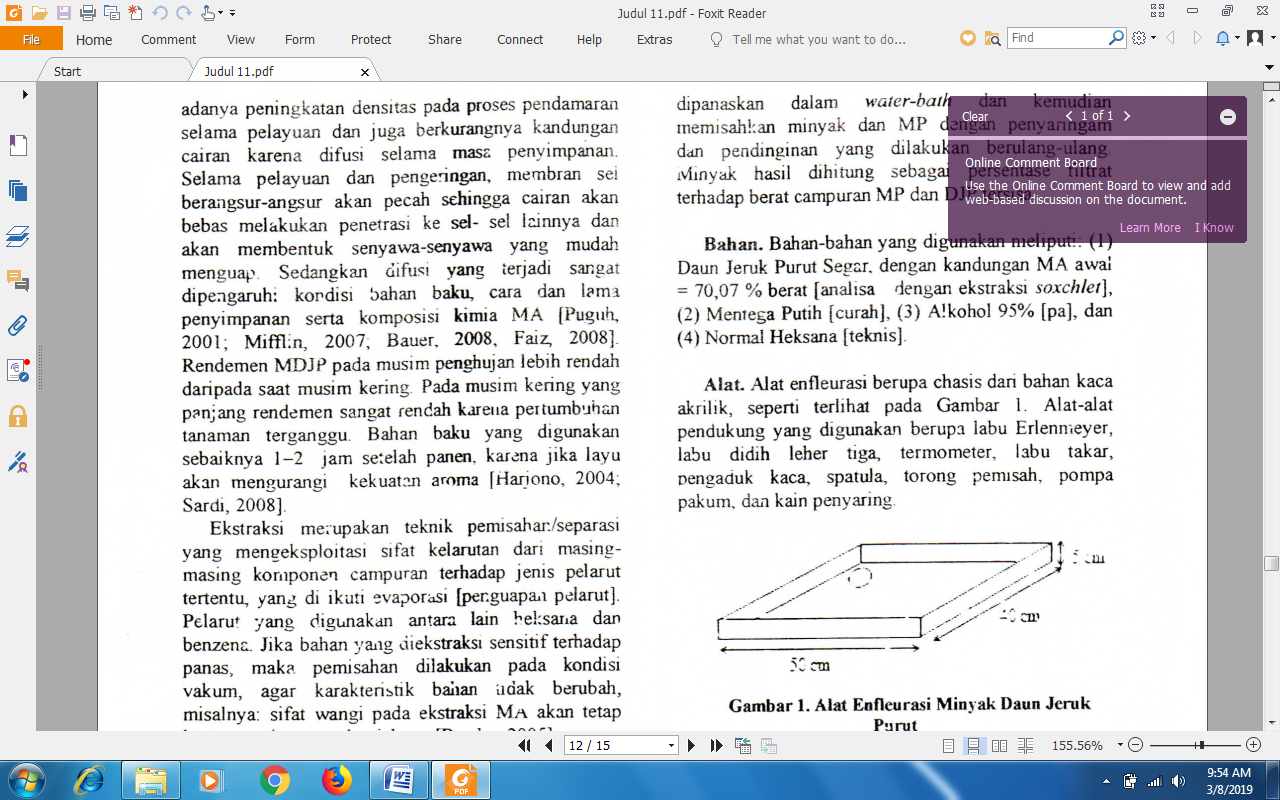 Judul 11.pdf - Foxit Reader
File Home Comment View Form Protect Share Connect Help Extras Tell me what you want to do... Find
Start Judul 11.pdf
adanya peningkatan densitas pada proses pendamaran
selama pelayuan dan juga berkurangnya kandungan
cairan karena difusi selama masa penyimpanan.
Selama pelayuan dan pengeringan, membran sel
berangsur-angsur akan pecah sehingga cairan akan
bebas melakukan penetrasi ke sel- sel lainnya dan
akan membentuk senyawa-senyawa yang mudah
menguap. Sedangkan difusi yang terjadi sangat
dipengaruhi kondisi bahan baku, cara dan lama
penyimpanan serta komposisi kimia MA [Puguh,
2001; Mifflin, 2007; Bauer, 2008, Faiz, 2008].
Rendemen MDJP pada musim penghujan lebih rendah
daripada saat musim kering. Pada musim kering yang
panjang rendemen sangat rendah karena pertumbuhan
tanaman terganggu. Bahan baku yang digunakan
sebaiknya 1–2 jam setelah panen, karena jika layu
akan mengurangi kekuatan aroma [Harjono, 2004;
Sardi, 2008].
Ekstraksi merupakan teknik pemisahan/separasi
yang mengeksploitasi sifat kelarutan dari masing-
masing komponen campuran terhadap jenis pelarut
tertentu, yang di ikuti evaporasi [penguapan pelarut].
Pelarut yang digunakan antara lain heksana dan
benzena. Jika bahan yang diekstraksi sensitif terhadap
panas, maka pemisahan dilakukan pada kondisi
vakum, agar karakteristik bahan tidak berubah,
misalnya: sifat wangi pada ekstraksi MA akan tetap
dipanaskan dalam water-bath dan kemudian
memisahkan minyak dan MP dengan penyaringan
dan pendinginan yang dilakukan berulang-ulang.
Minyak hasil dihitung sebagai persentase filtrat
terhadap berat campuran MP dan DJP tersisa.
Clear 1 of 1
Online Comment Board
Use the Online Comment Board to view and add
web-based discussion on the document.
Learn More I Know
Bahan. Bahan-bahan yang digunakan meliputi: (1)
Daun Jeruk Purut Segar, dengan kandungan MA awal
= 70,07 % berat [analisa dengan ekstraksi soxchlet],
(2) Mentega Putih [curah], (3) Alkohol 95% [pa], dan
(4) Normal Heksana [teknis].
Alat. Alat enfleurasi berupa chasis dari bahan kaca
akrilik, seperti terlihat pada Gambar 1. Alat-alat
pendukung yang digunakan berupa labu Erlenmeyer,
labu didih leher tiga, termometer, labu takar,
pengaduk kaca, spatula, torong pemisah, pompa
pakum, dan kain penyaring.
5 cm
40 cm
50 cm
Gambar 1. Alat Enfleurasi Minyak Daun Jeruk
Purut
12 / 15 155.56%
9:54 AM
3/8/2019